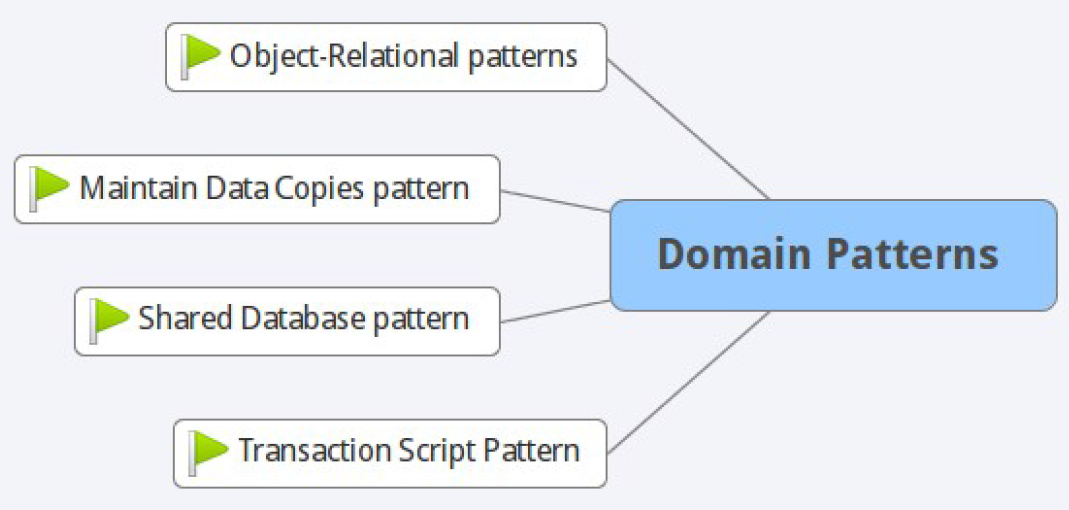 Object-Relational patterns
Maintain Data Copies pattern
Domain Patterns
Shared Database pattern
Transaction Script Pattern